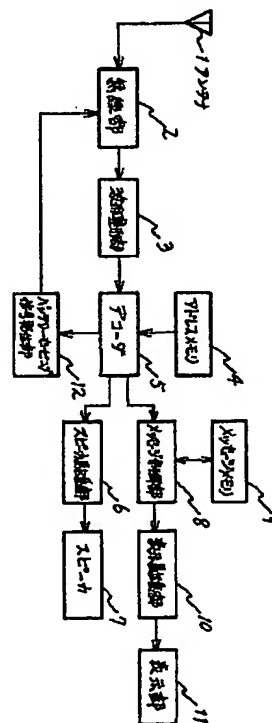 1 アンテナ
無線部
2
波形整形部
3
アドレスメモリ
4
デコーダ
5
バッテリーセービング
信号発生部
12
スピーカ駆動部
6
スピーカ
7
メッセージメモリ
9
メッセージ制御部
8
表示駆動部
10
表示部
11